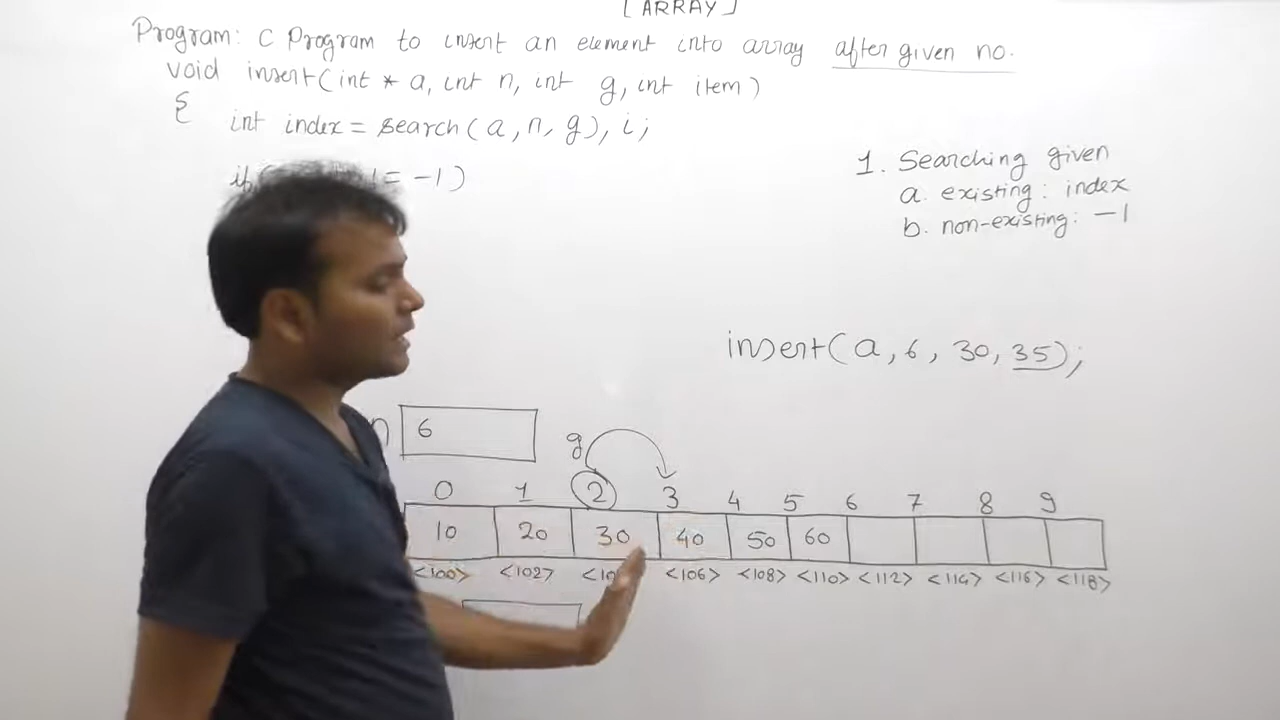 [ARRAY]
Program: C Program to insert an element into array after given no.
void insert(int * a, int n, int g, int item)
{ int index = search(a, n, g), i;
if( != -1)
1. Searching given
a. existing: index
b. non-existing: -1
insert(a, 6, 30, 35);
n 6
g
0 1 2 3 4 5 6 7 8 9
10 20 30 40 50 60
<100> <102> <106> <108> <110> <112> <114> <116> <118>